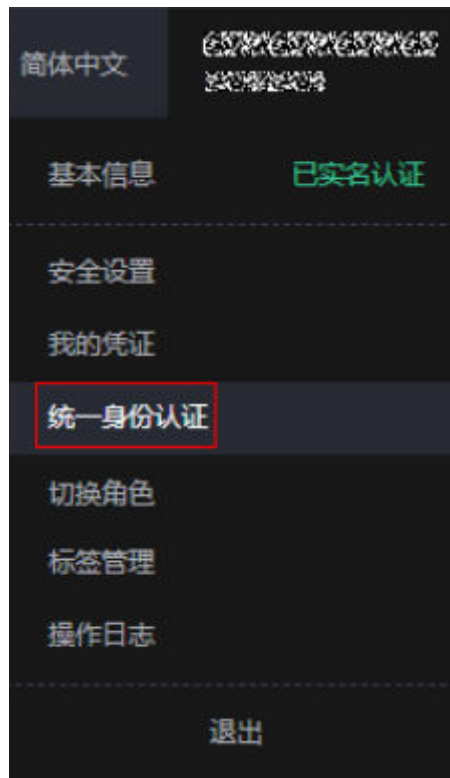 简体中文
基本信息 已实名认证
安全设置
我的凭证
统一身份认证
切换角色
标签管理
操作日志
退出